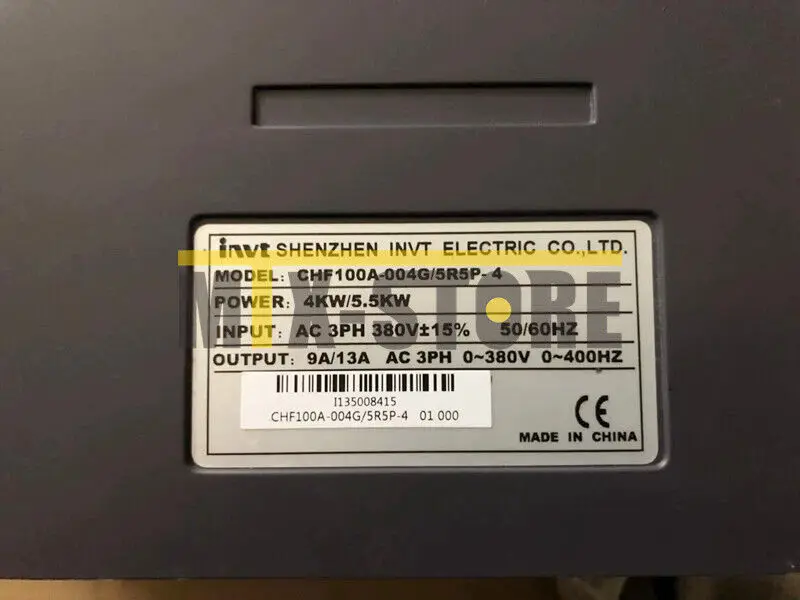 invt SHENZHEN INVT ELECTRIC CO.,LTD.
MODEL: CHF100A-004G/5R5P-4
POWER: 4KW/5.5KW
INPUT: AC 3PH 380V±15% 50/60HZ
OUTPUT: 9A/13A AC 3PH 0~380V 0~400HZ
I135008415
CHF100A-004G/5R5P-4 01 000
CE
MADE IN CHINA
MTX-STORE